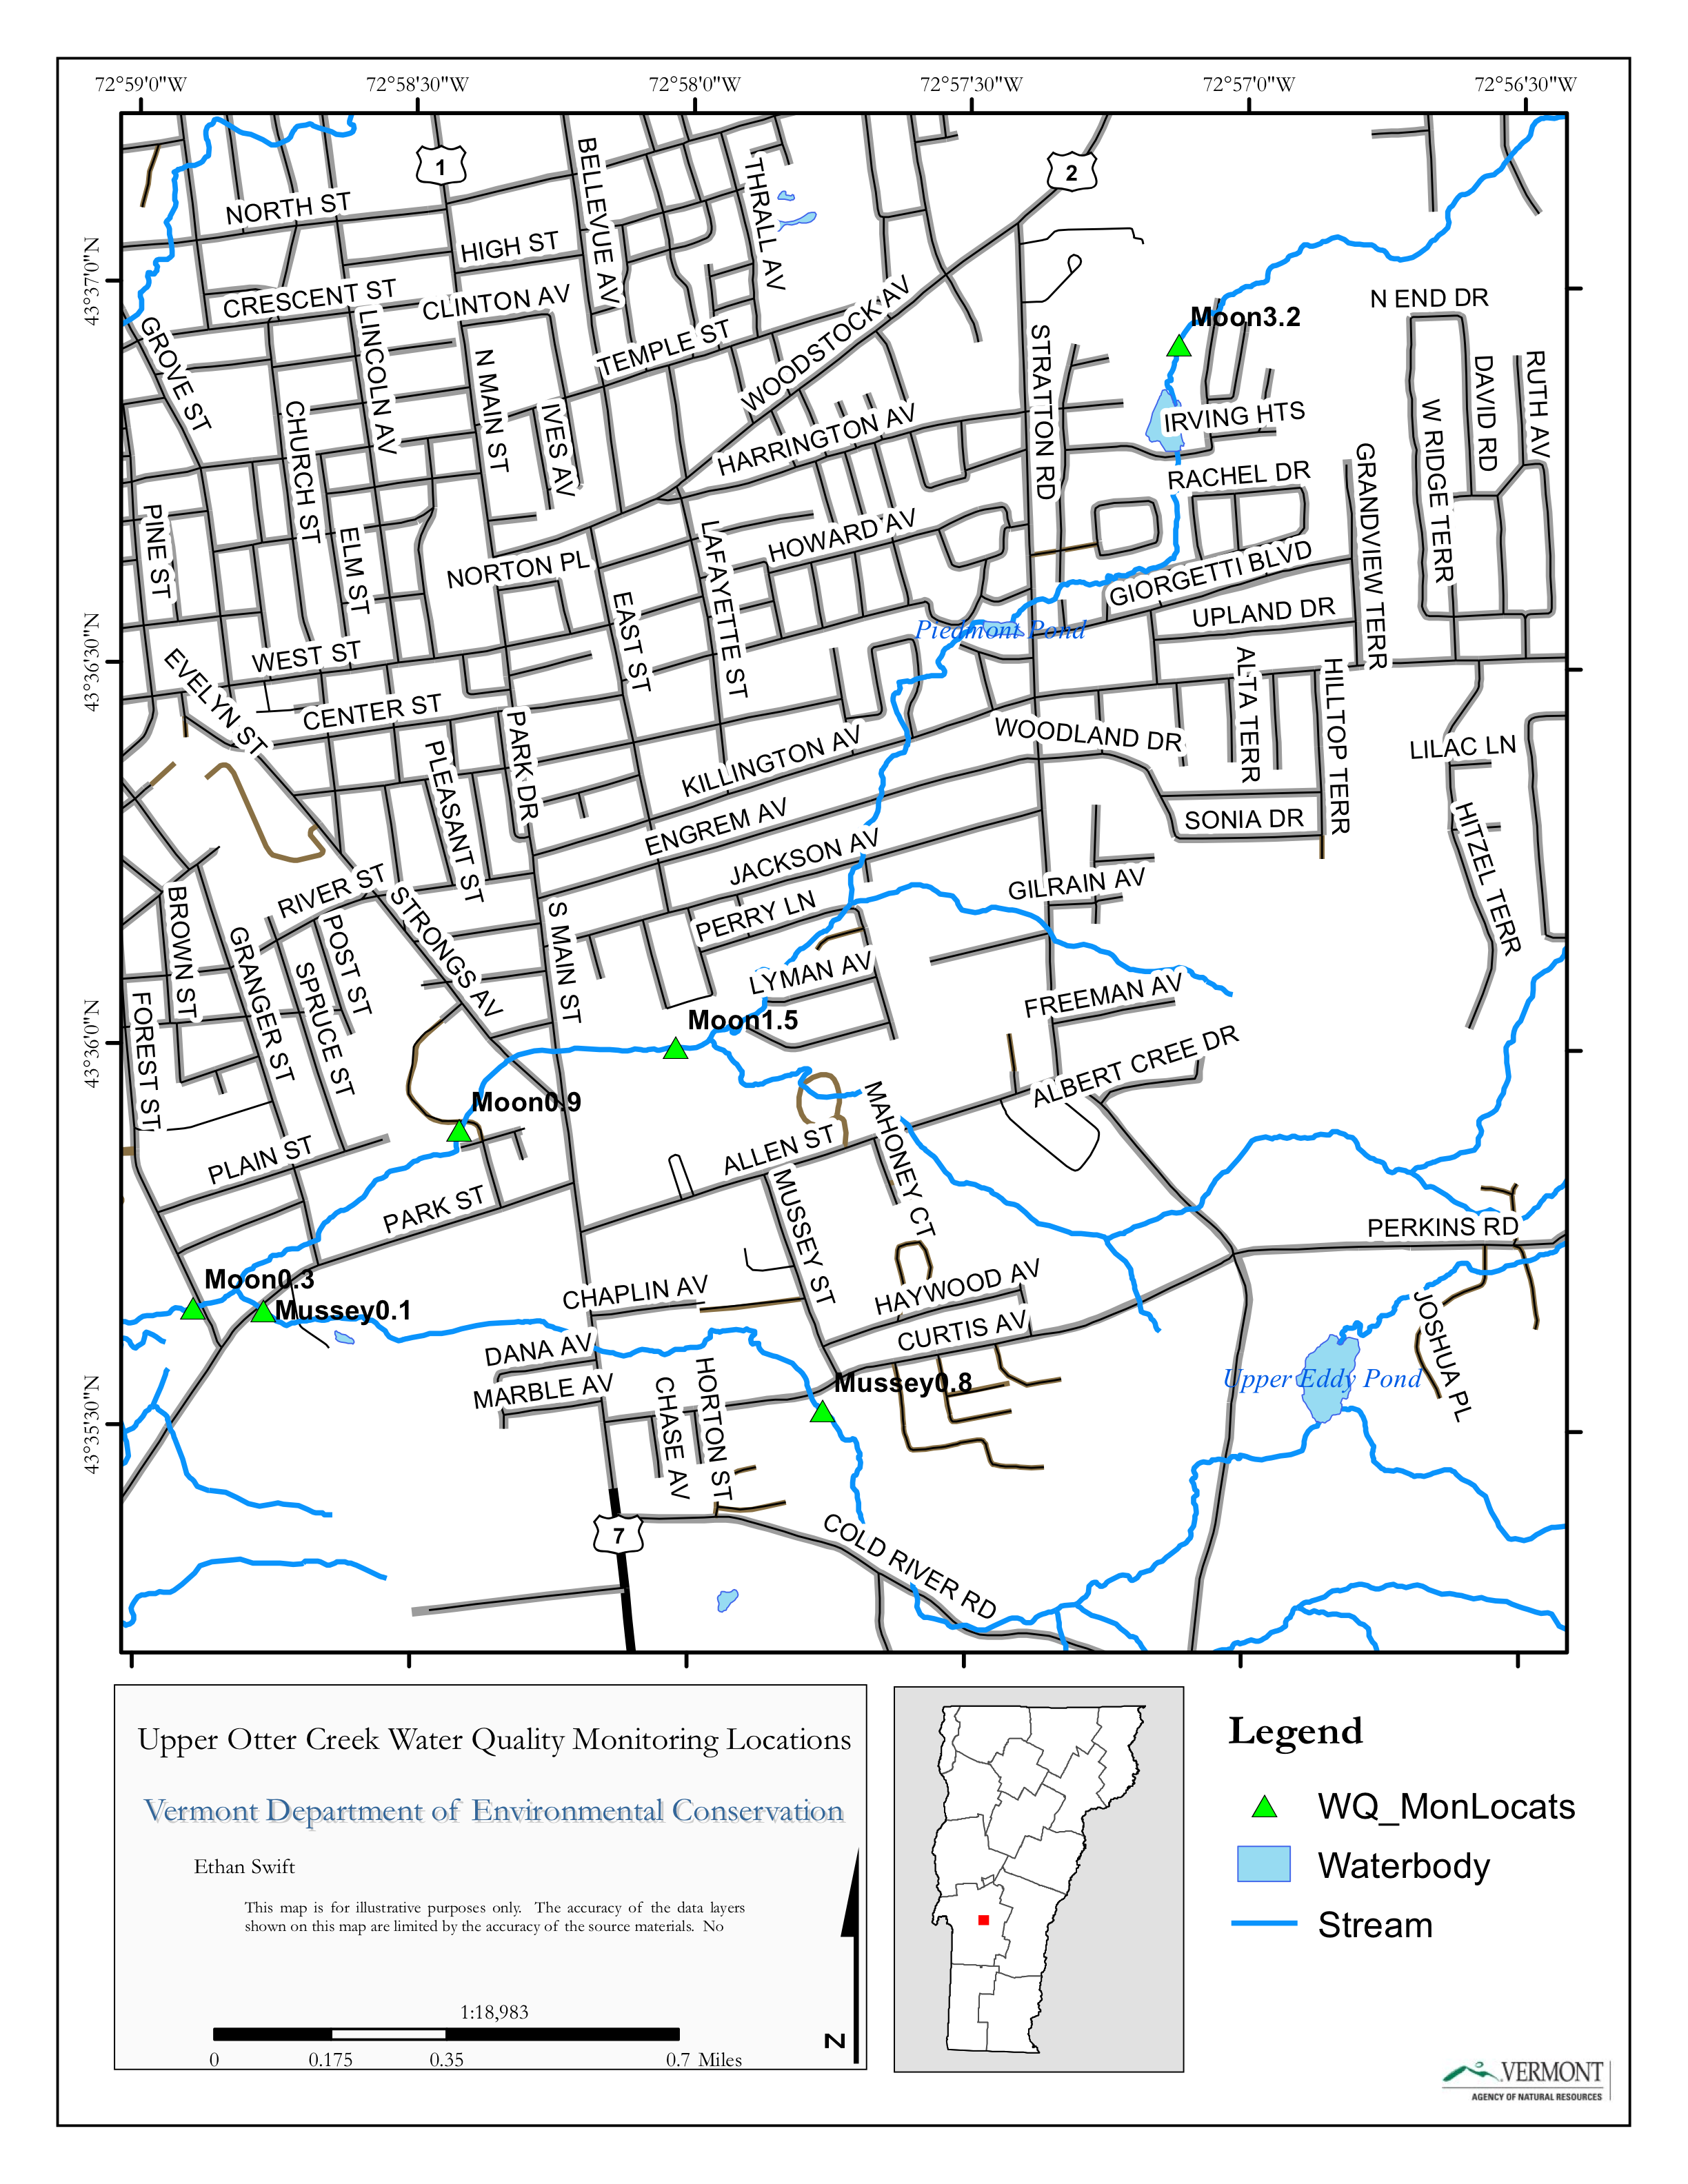 72°59'0"W 72°58'30"W 72°58'0"W 72°57'30"W 72°57'0"W 72°56'30"W
43°37'0"N
43°36'30"N
43°36'0"N
43°35'30"N
1
2
BELLEVUE AV
THRALL AV
NORTH ST
HIGH ST
CRESCENT ST
CLINTON AV
N END DR
Moon3.2
GROVE ST
LINCOLN AV
TEMPLE ST
WOODSTOCK AV
STRATTON RD
N MAIN ST
IVES AV
CHURCH ST
HARRINGTON AV
IRVING HTS
DAVID RD
RUTH AV
W RIDGE TERR
GRANDVIEW TERR
RACHEL DR
PINE ST
ELM ST
NORTON PL
LAFAYETTE ST
HOWARD AV
GIORGETTI BLVD
EAST ST
UPLAND DR
Piedmont Pond
WEST ST
EVELYN ST
CENTER ST
ALTA TERR
HILLTOP TERR
PARK DR
PLEASANT ST
KILLINGTON AV
WOODLAND DR
LILAC LN
ENGREM AV
SONIA DR
HITZEL TERR
JACKSON AV
RIVER ST
GILRAIN AV
STRONGS AV
BROWN ST
POST ST
PERRY LN
S MAIN ST
GRANGER ST
SPRUCE ST
LYMAN AV
FREEMAN AV
FOREST ST
Moon1.5
ALBERT CREE DR
Moon0.9
MAHONEY CT
ALLEN ST
PLAIN ST
MUSSEY ST
PARK ST
PERKINS RD
Moon0.3
HAYWOOD AV
CHAPLIN AV
Mussey0.1
JOSHUA PL
CURTIS AV
DANA AV
Upper Eddy Pond
MARBLE AV
Mussey0.8
CHASE AV
HORTON ST
7
COLD RIVER RD
Upper Otter Creek Water Quality Monitoring Locations
Vermont Department of Environmental Conservation
Ethan Swift
This map is for illustrative purposes only. The accuracy of the data layers
shown on this map are limited by the accuracy of the source materials. No
1:18,983
0 0.175 0.35 0.7 Miles
N
Legend
WQ_MonLocats
Waterbody
Stream
VERMONT
AGENCY OF NATURAL RESOURCES